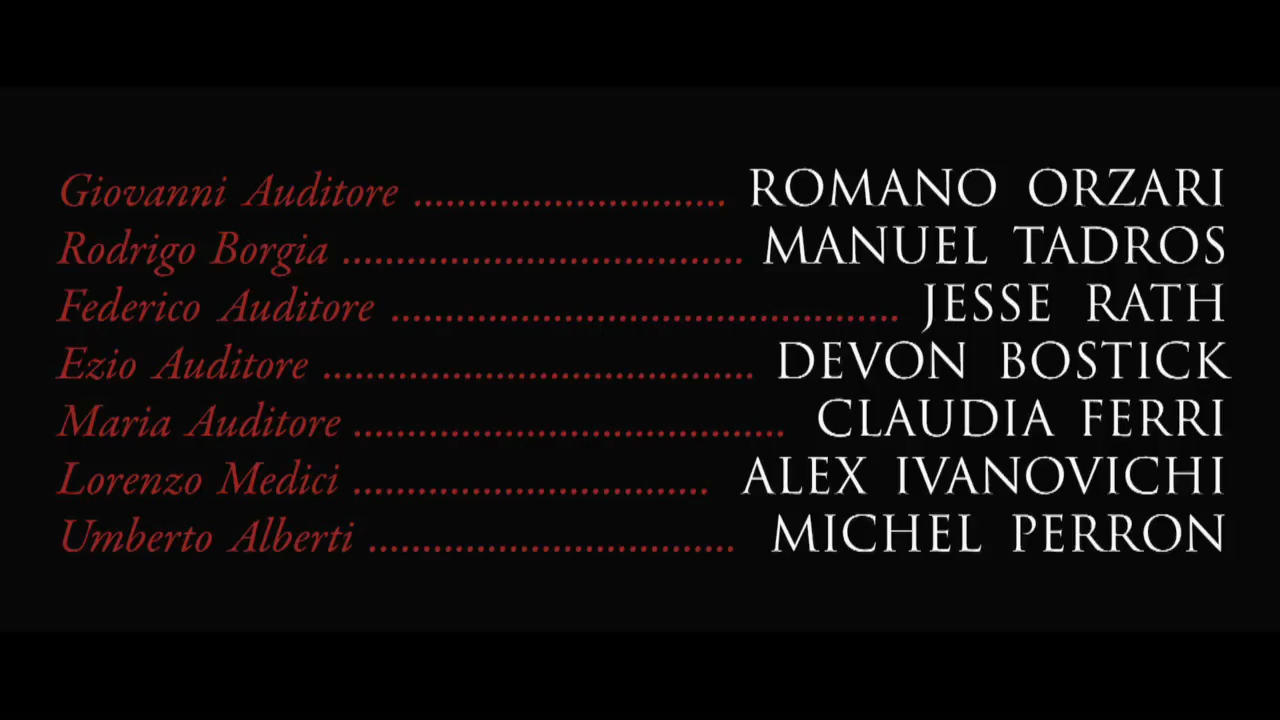 Giovanni Auditore ............................. ROMANO ORZARI
Rodrigo Borgia ..................................... MANUEL TADROS
Federico Auditore ............................................... JESSE RATH
Ezio Auditore ........................................ DEVON BOSTICK
Maria Auditore ........................................ CLAUDIA FERRI
Lorenzo Medici ................................. ALEX IVANOVICHI
Umberto Alberti .................................. MICHEL PERRON